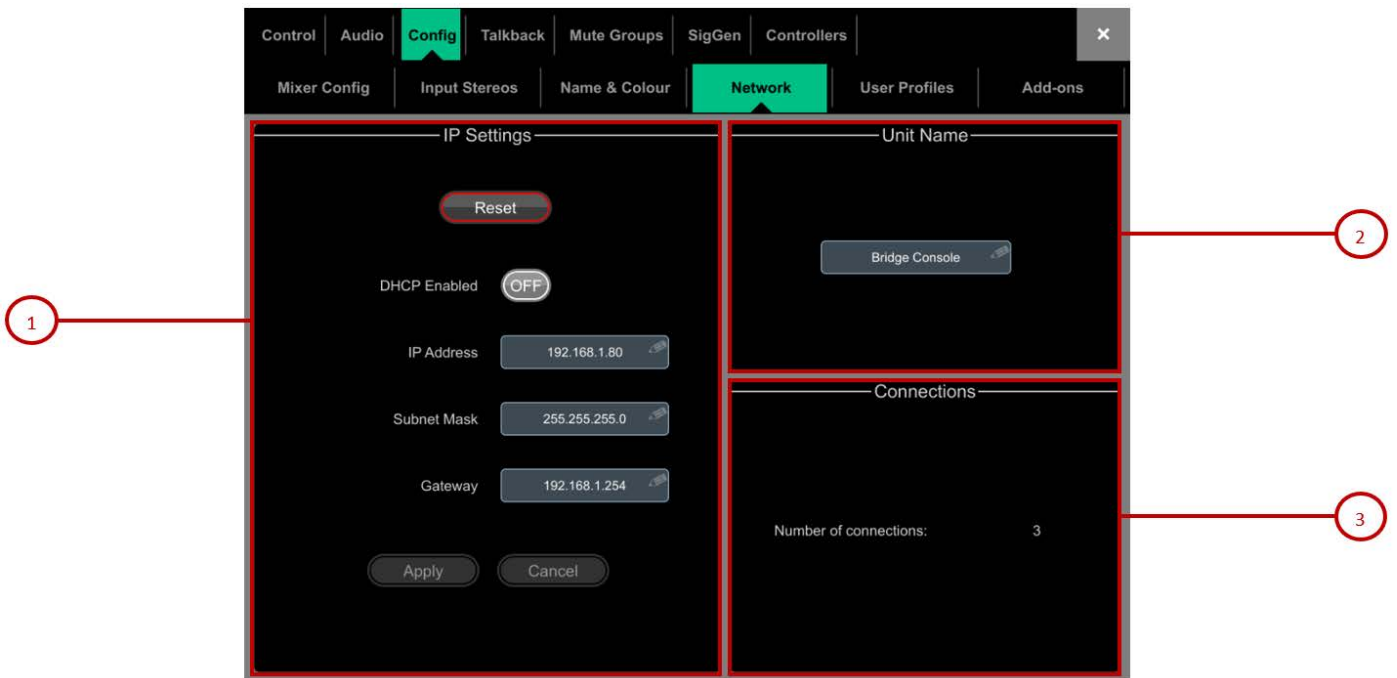 Control Audio Config Talkback Mute Groups SigGen Controllers ×
Mixer Config Input Stereos Name & Colour Network User Profiles Add-ons
IP Settings
Reset
DHCP Enabled OFF
IP Address 192.168.1.80
Subnet Mask 255.255.255.0
Gateway 192.168.1.254
Apply Cancel
1
Unit Name
Bridge Console
2
Connections
Number of connections: 3
3